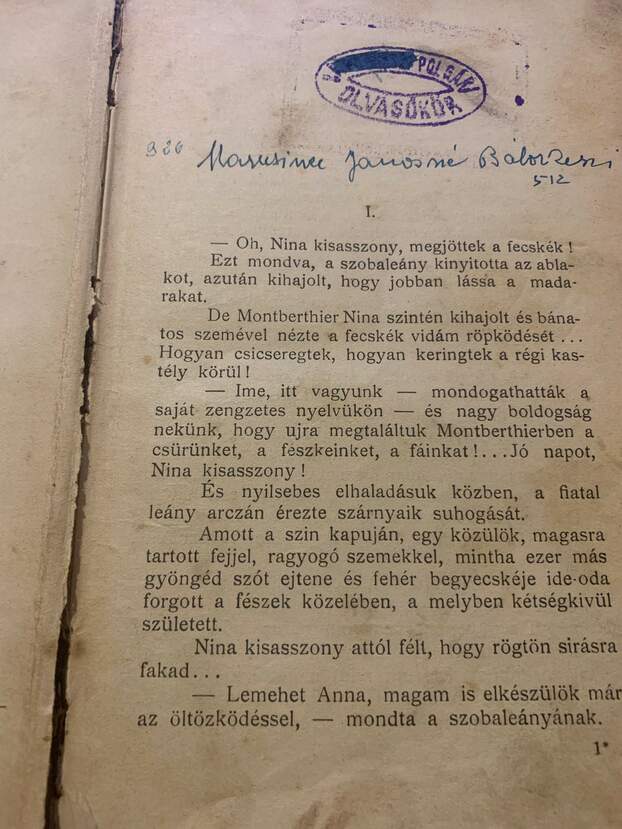 POLGÁRI
OLVASÓKÖR
926 Jánosné
512
I.
— Oh, Nina kisasszony, megjöttek a fecskék !
Ezt mondva, a szobaleány kinyitotta az abla-
kot, azután kihajolt, hogy jobban lássa a mada-
rakat.
De Montberthier Nina szintén kihajolt és bána-
tos szemével nézte a fecskék vidám röpködését . . .
Hogyan csicseregtek, hogyan keringtek a régi kas-
tély körül !
— Ime, itt vagyunk — mondogathatták a
saját zengzetes nyelvükön — és nagy boldogság
nekünk, hogy ujra megtaláltuk Montberthierben a
csürünket, a fészkeinket, a fáinkat ! . . . Jó napot,
Nina kisasszony !
És nyilsebes elhaladásuk közben, a fiatal
leány arczán érezte szárnyaik suhogását.
Amott a szin kapuján, egy közülök, magasra
tartott fejjel, ragyogó szemekkel, mintha ezer más
gyöngéd szót ejtene és fehér begyecskéje ide-oda
forgott a fészek közelében, a melyben kétségkivül
született.
Nina kisasszony attól félt, hogy rögtön sirásra
fakad . . .
— Lemehet Anna, magam is elkészülök már
az öltözködéssel, — mondta a szobaleányának.
1*